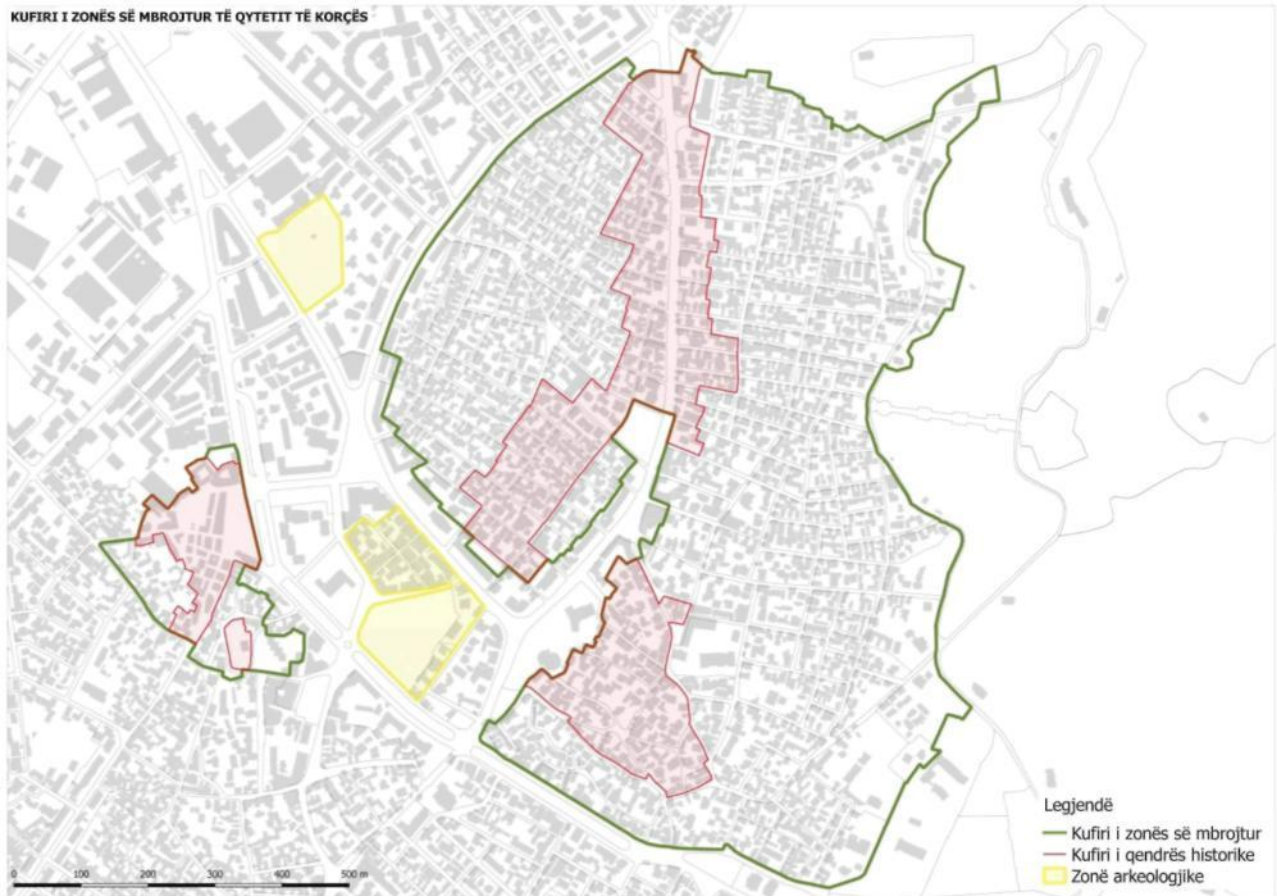 KUFIRI I ZONËS SË MBROJTUR TË QYTETIT TË KORÇËS
Legjendë
Kufiri i zonës së mbrojtur
Kufiri i qendrës historike
Zonë arkeologjike
0 100 200 300 400 500 m